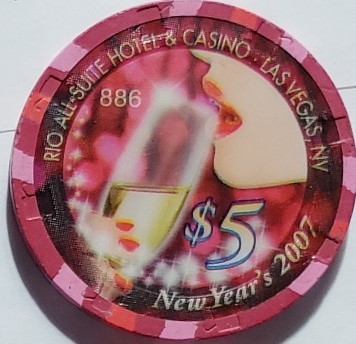 RIO ALL-SUITE HOTEL & CASINO · LAS VEGAS, NV
886
$5
New Year's 2007